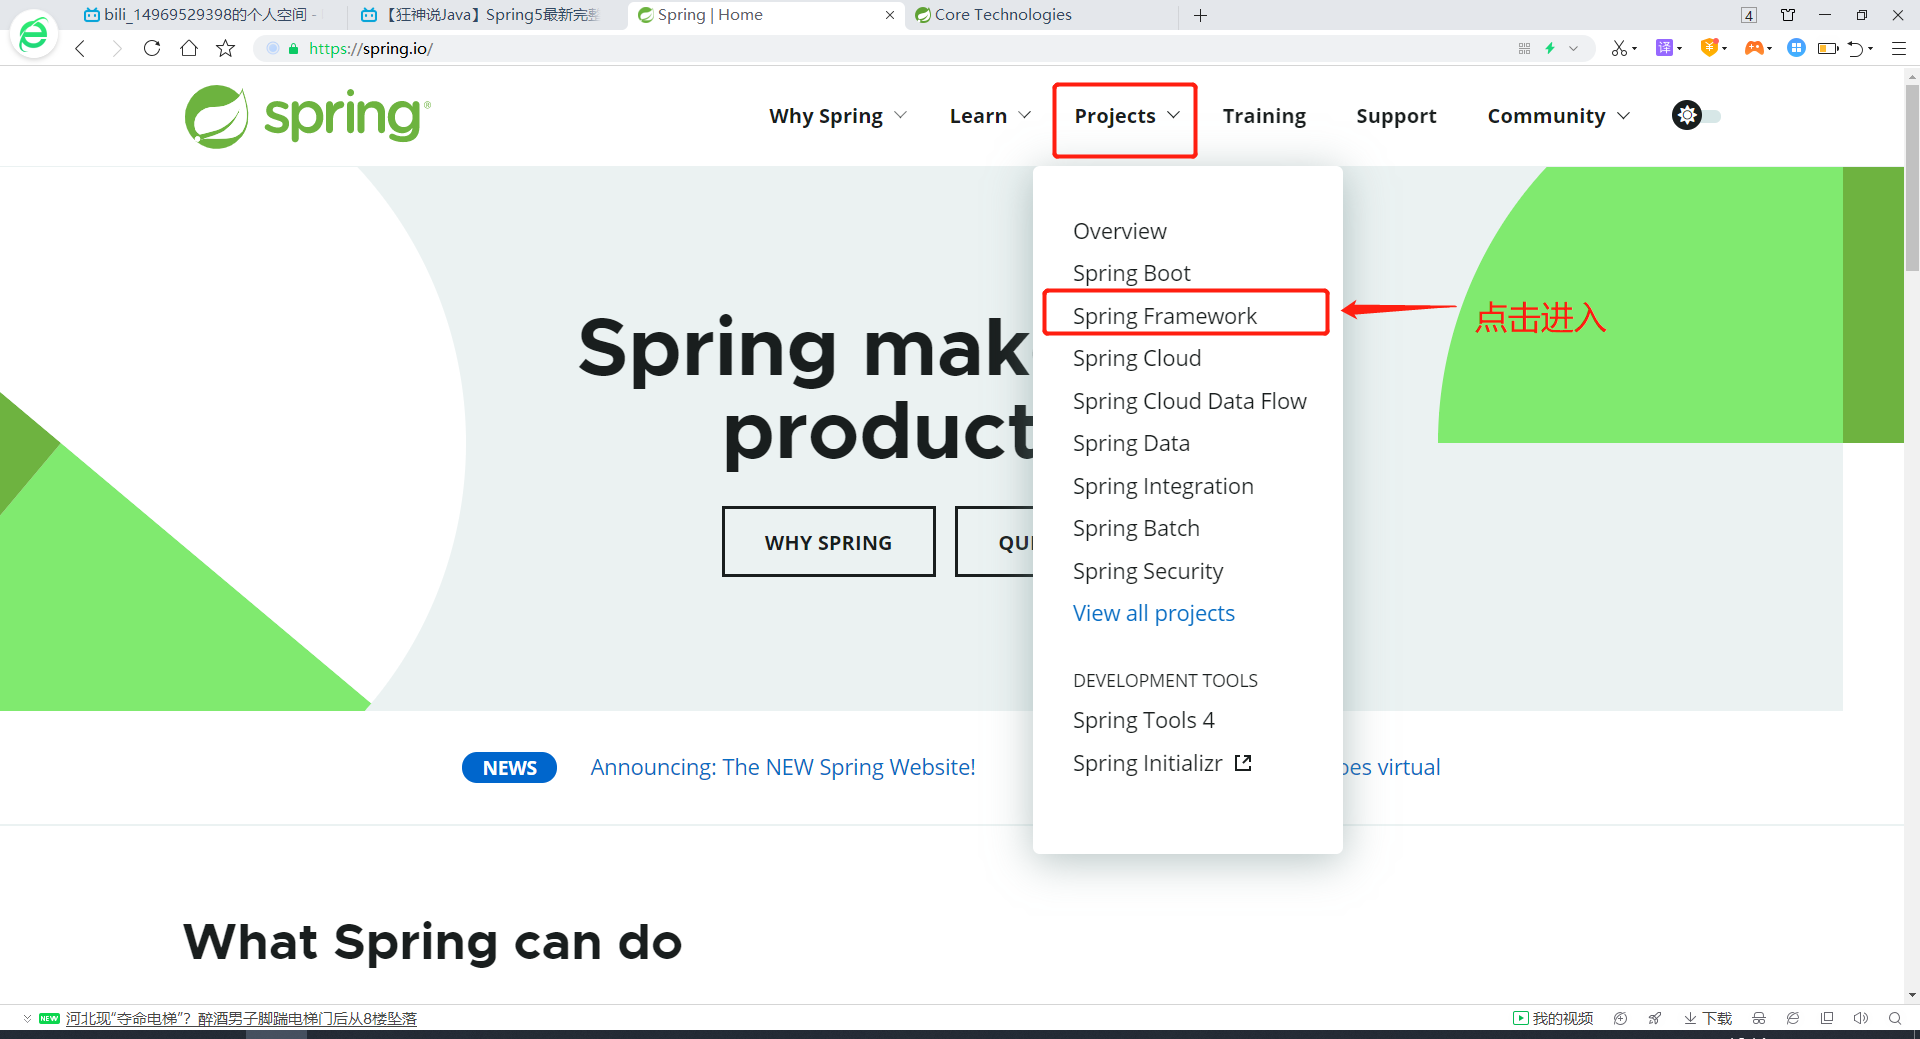 bili_14969529398的个人空间 -
【狂神说Java】Spring5最新完整
Spring | Home
Core Technologies
4
https://spring.io/
译
spring
Why Spring
Learn
Projects
Training
Support
Community
Overview
Spring Boot
Spring Framework
点击进入
Spring Cloud
Spring Cloud Data Flow
Spring Data
Spring Integration
Spring Batch
Spring Security
View all projects
DEVELOPMENT TOOLS
Spring Tools 4
Spring Initializr
Spring mak
product
WHY SPRING
QUI
NEWS
Announcing: The NEW Spring Website!
oes virtual
What Spring can do
NEW
河北现“夺命电梯”？醉酒男子脚踹电梯门后从8楼坠落
我的视频
下载